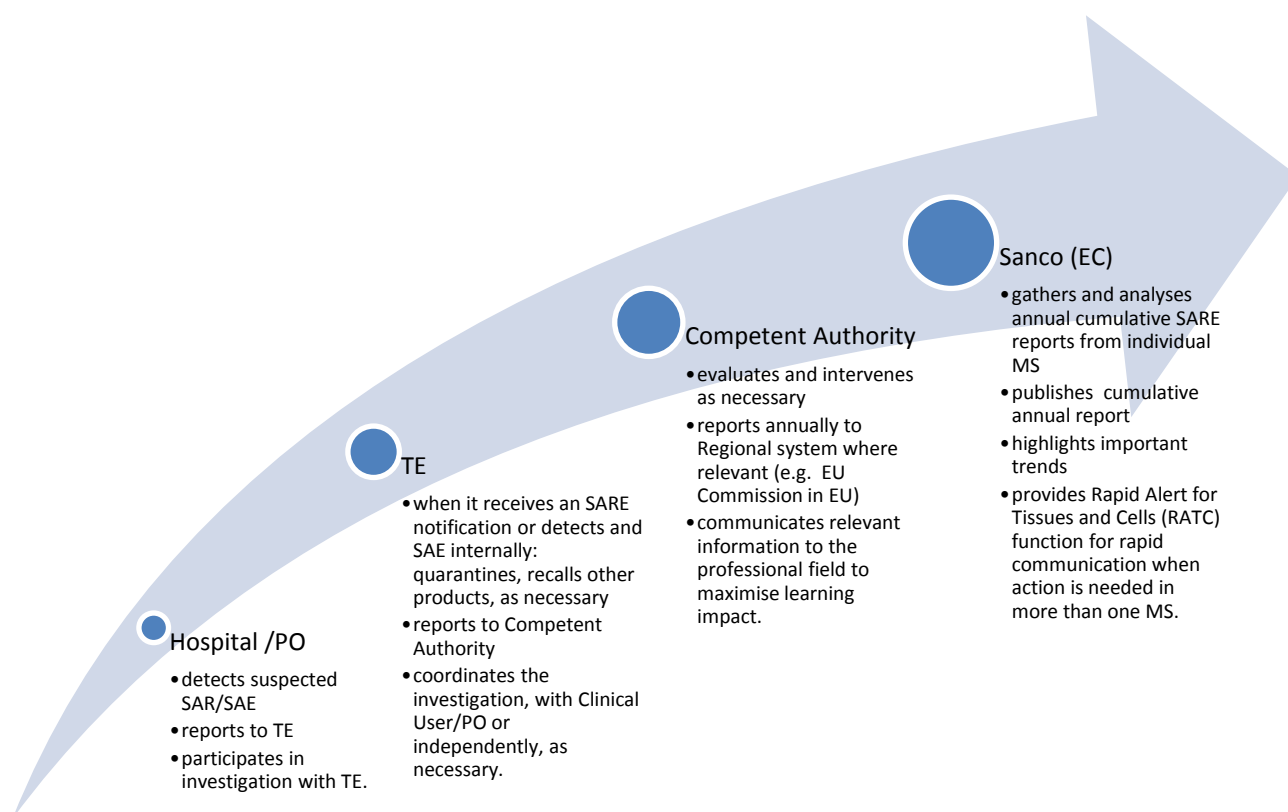 Hospital /PO
•detects suspected
SAR/SAE
•reports to TE
•participates in
investigation with TE.
TE
•when it receives an SARE
notification or detects and
SAE internally:
quarantines, recalls other
products, as necessary
•reports to Competent
Authority
•coordinates the
investigation, with Clinical
User/PO or
independently, as
necessary.
Competent Authority
•evaluates and intervenes
as necessary
•reports annually to
Regional system where
relevant (e.g. EU
Commission in EU)
•communicates relevant
information to the
professional field to
maximise learning
impact.
Sanco (EC)
•gathers and analyses
annual cumulative SARE
reports from individual
MS
•publishes cumulative
annual report
•highlights important
trends
•provides Rapid Alert for
Tissues and Cells (RATC)
function for rapid
communication when
action is needed in
more than one MS.